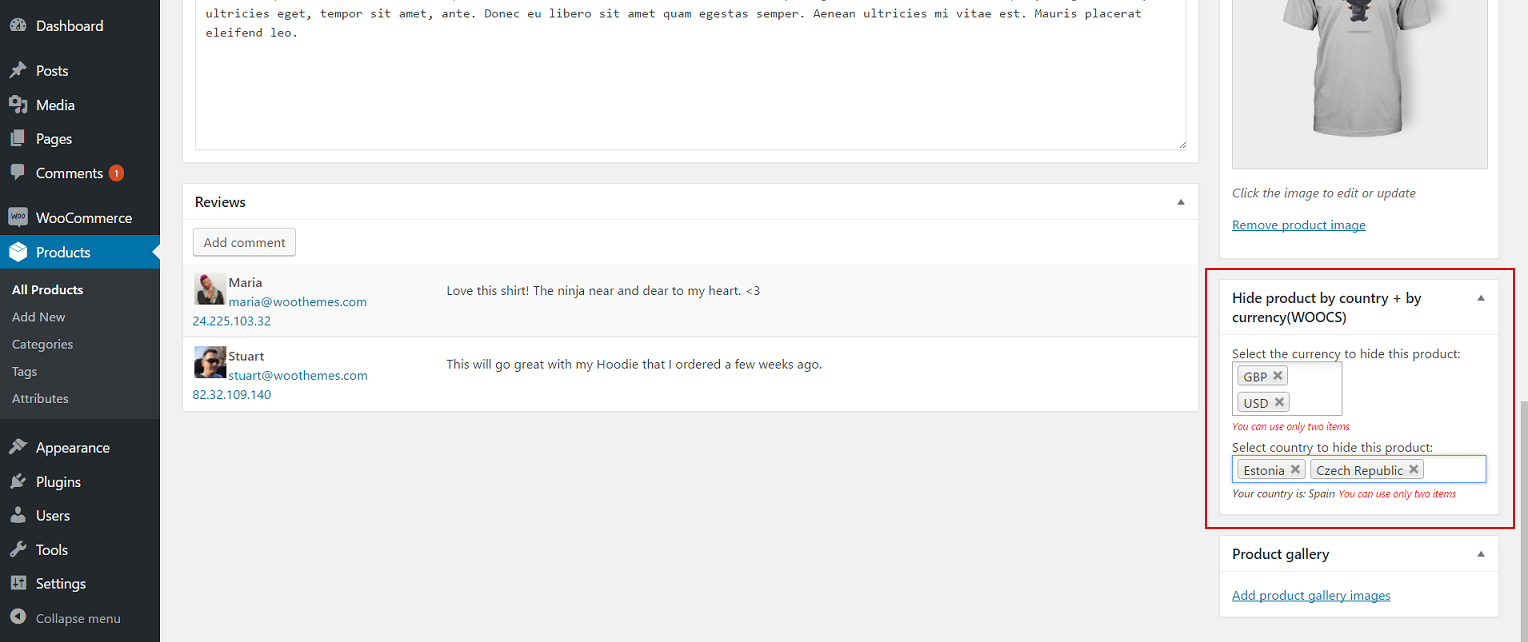 Dashboard
Posts
Media
Pages
Comments 1
WOO WooCommerce
Products
All Products
Add New
Categories
Tags
Attributes
Appearance
Plugins
Users
Tools
Settings
Collapse menu
ultricies eget, tempor sit amet, ante. Donec eu libero sit amet quam egestas semper. Aenean ultricies mi vitae est. Mauris placerat
eleifend leo.
Reviews
Add comment
Maria
maria@woothemes.com
24.225.103.32
Love this shirt! The ninja near and dear to my heart. <3
Stuart
stuart@woothemes.com
82.32.109.140
This will go great with my Hoodie that I ordered a few weeks ago.
Click the image to edit or update
Remove product image
Hide product by country + by
currency(WOOCS)
Select the currency to hide this product:
GBP
USD
You can use only two items
Select country to hide this product:
Estonia Czech Republic
Your country is: Spain You can use only two items
Product gallery
Add product gallery images